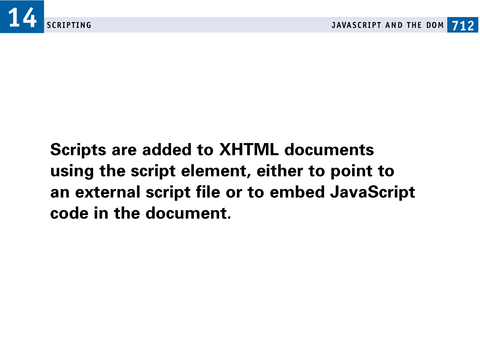 14 SCRIPTING JAVASCRIPT AND THE DOM 712
Scripts are added to XHTML documents
using the script element, either to point to
an external script file or to embed JavaScript
code in the document.